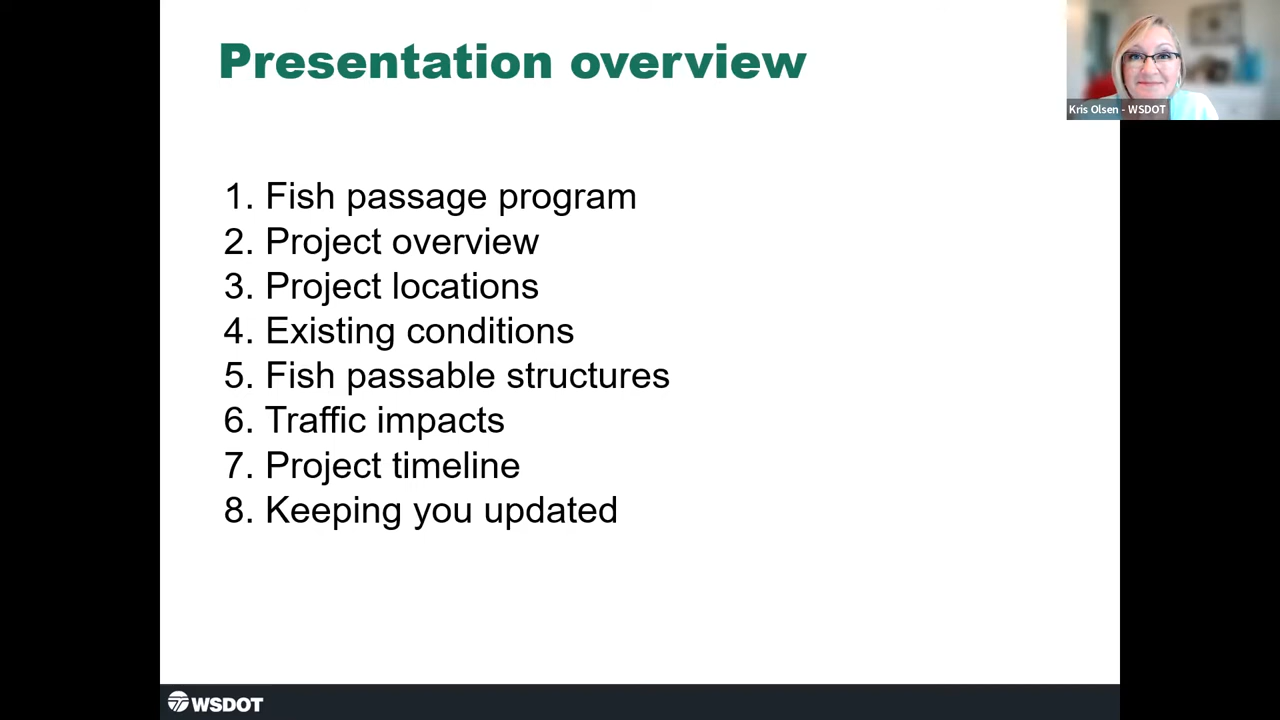 Presentation overview
Kris Olsen - WSDOT
1. Fish passage program
2. Project overview
3. Project locations
4. Existing conditions
5. Fish passable structures
6. Traffic impacts
7. Project timeline
8. Keeping you updated
WSDOT